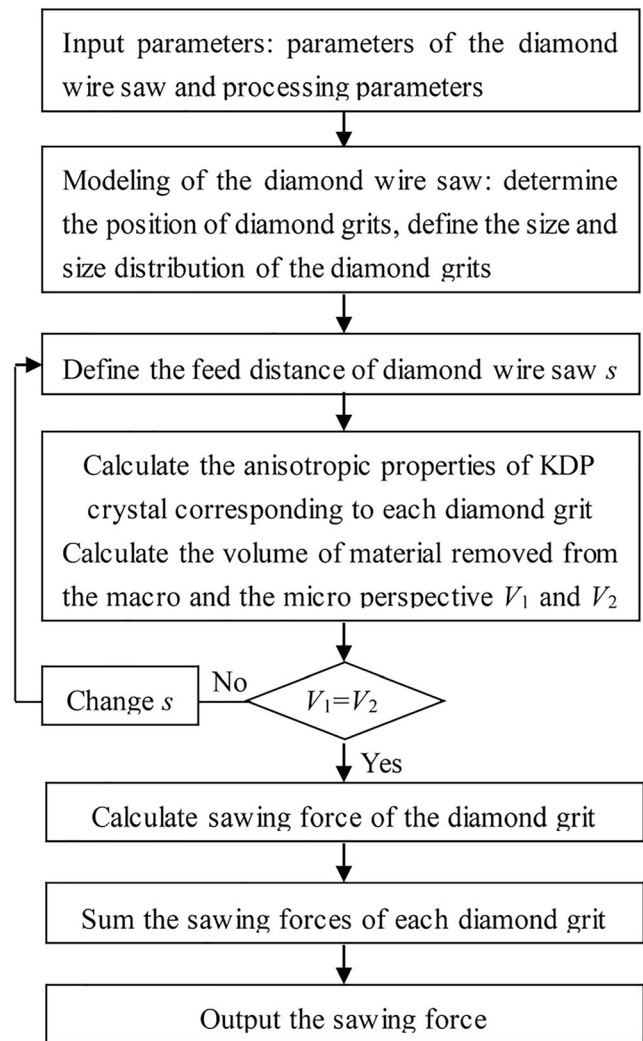 Input parameters: parameters of the diamond
wire saw and processing parameters
Modeling of the diamond wire saw: determine
the position of diamond grits, define the size and
size distribution of the diamond grits
Define the feed distance of diamond wire saw s
Calculate the anisotropic properties of KDP
crystal corresponding to each diamond grit
Calculate the volume of material removed from
the macro and the micro perspective V₁ and V₂
Change s
No
V₁=V₂
Yes
Calculate sawing force of the diamond grit
Sum the sawing forces of each diamond grit
Output the sawing force